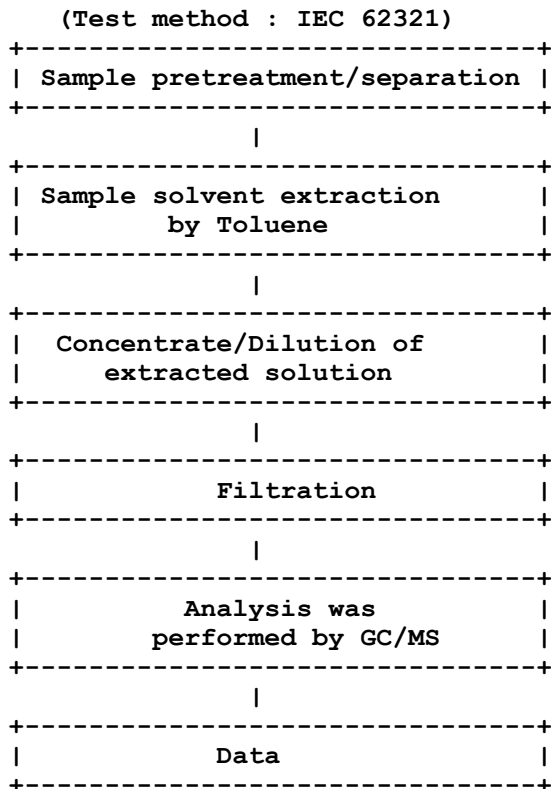 (Test method : IEC 62321)
Sample pretreatment/separation
Sample solvent extraction
by Toluene
Concentrate/Dilution of
extracted solution
Filtration
Analysis was
performed by GC/MS
Data